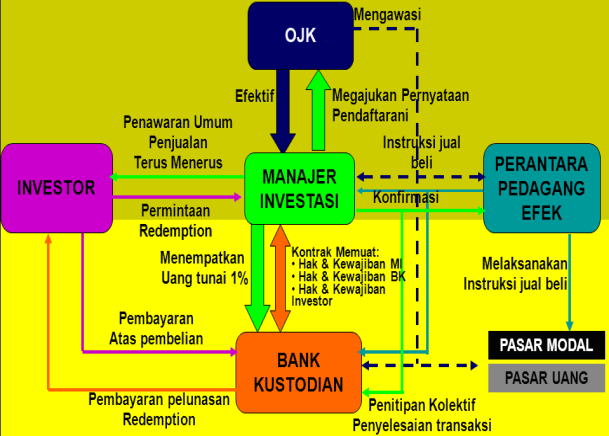 OJK
Mengawasi
Efektif
Megajukan Pernyataan
Pendaftarani
Penawaran Umum
Penjualan
Terus Menerus
Instruksi jual
beli
INVESTOR
MANAJER
INVESTASI
PERANTARA
PEDAGANG
EFEK
Konfirmasi
Permintaan
Redemption
Menempatkan
Uang tunai 1%
Kontrak Memuat:
• Hak & Kewajiban MI
• Hak & Kewajiban BK
• Hak & Kewajiban
Investor
Melaksanakan
Instruksi jual beli
Pembayaran
Atas pembelian
BANK
KUSTODIAN
PASAR MODAL
PASAR UANG
Pembayaran pelunasan
Redemption
Penitipan Kolektif
Penyelesaian transaksi